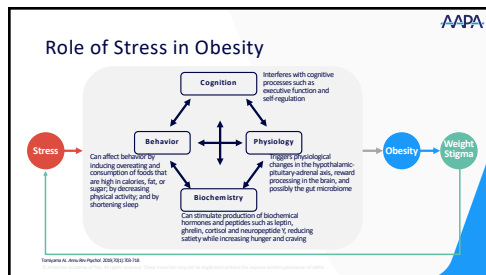 AAPA
Role of Stress in Obesity
Cognition
Interferes with cognitive
processes such as
executive function and
self-regulation
Stress
Behavior
Physiology
Obesity
Weight
Stigma
Can affect behavior by
inducing overeating and
consumption of foods that
are high in calories, fat, or
sugar; by decreasing
physical activity; and by
shortening sleep
Triggers physiological
changes in the hypothalamic-
pituitary-adrenal axis, reward
processing in the brain, and
possibly the gut microbiome
Biochemistry
Can stimulate production of biochemical
hormones and peptides such as leptin,
ghrelin, cortisol and neuropeptide Y, reducing
satiety while increasing hunger and craving
Tomiyama AJ. Annu Rev Psychol. 2019;70(1):703-718.